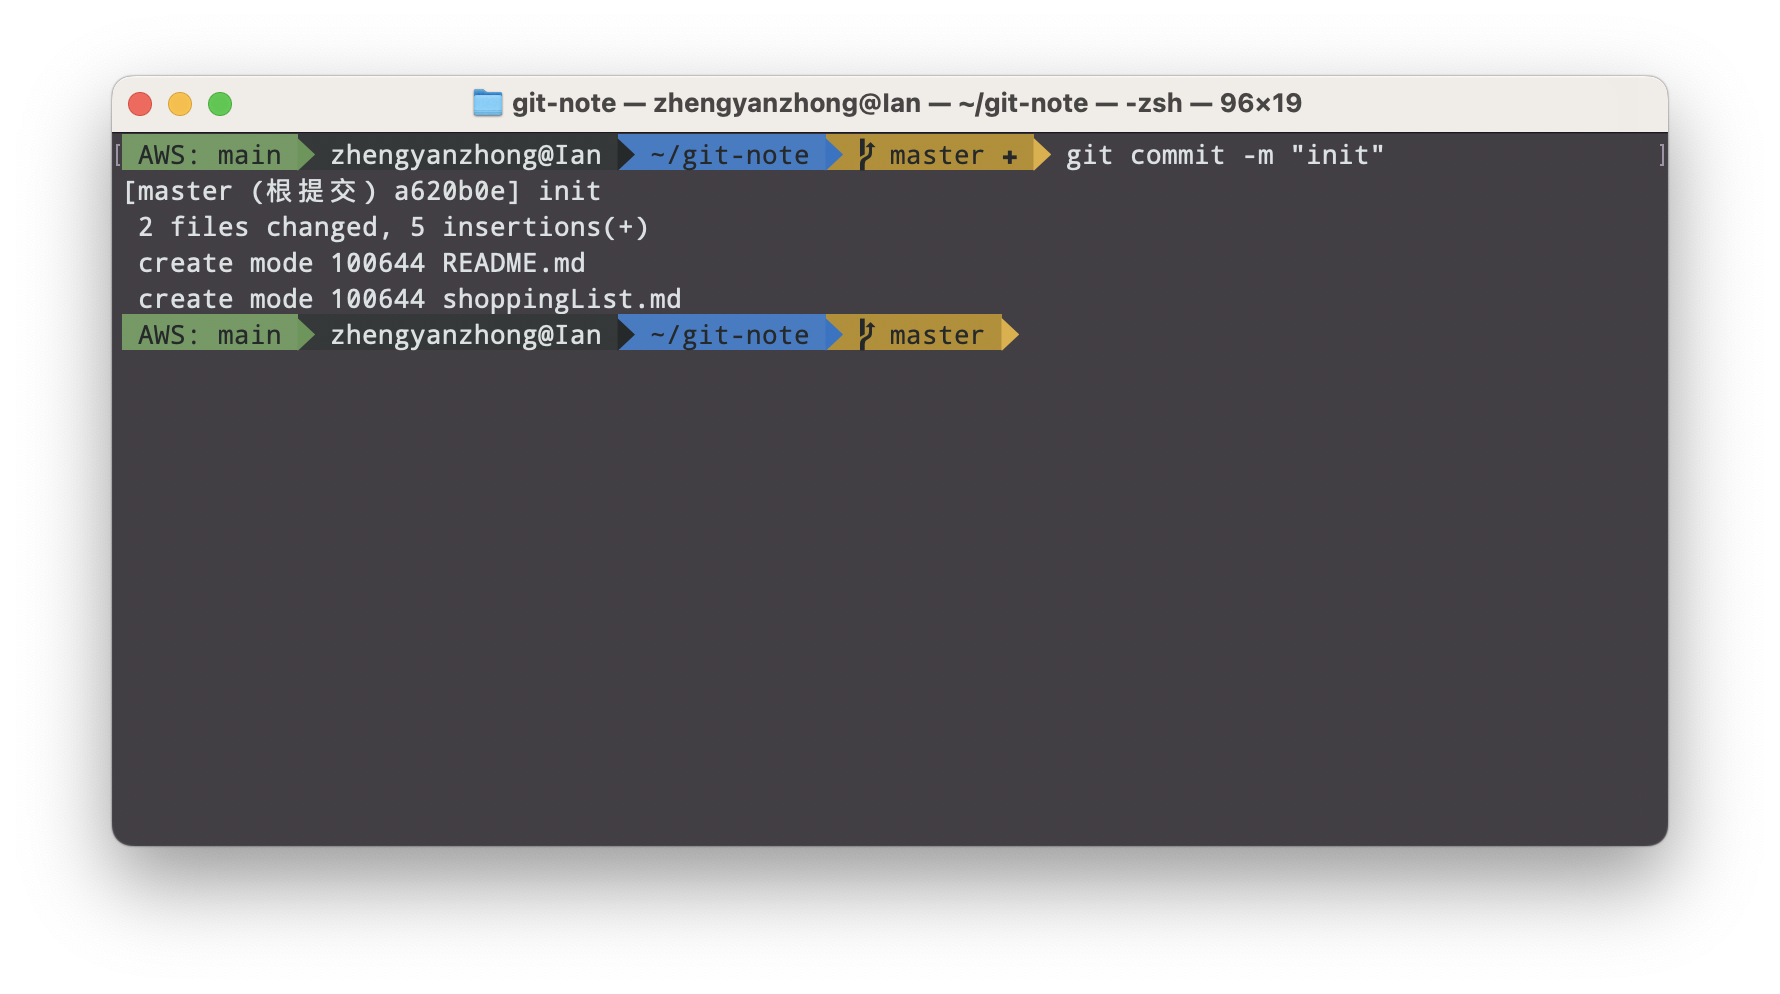 git-note — zhengyanzhong@Ian — ~/git-note — -zsh — 96×19
[ AWS: main zhengyanzhong@Ian ~/git-note master + git commit -m "init" ]
[master (根提交) a620b0e] init
2 files changed, 5 insertions(+)
create mode 100644 README.md
create mode 100644 shoppingList.md
AWS: main zhengyanzhong@Ian ~/git-note master